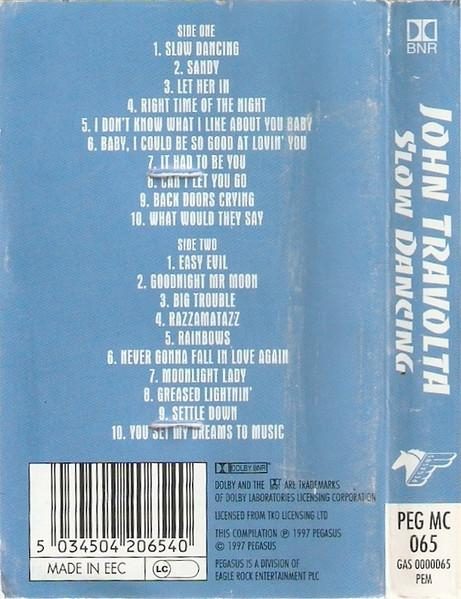 SIDE ONE
1. SLOW DANCING
2. SANDY
3. LET HER IN
4. RIGHT TIME OF THE NIGHT
5. I DON'T KNOW WHAT I LIKE ABOUT YOU BABY
6. BABY, I COULD BE SO GOOD AT LOVIN' YOU
7. IT HAD TO BE YOU
8. CAN I LET YOU GO
9. BACK DOORS CRYING
10. WHAT WOULD THEY SAY
SIDE TWO
1. EASY EVIL
2. GOODNIGHT MR MOON
3. BIG TROUBLE
4. RAZZAMATAZZ
5. RAINBOWS
6. NEVER GONNA FALL IN LOVE AGAIN
7. MOONLIGHT LADY
8. GREASED LIGHTNIN'
9. SETTLE DOWN
10. YOU SET MY DREAMS TO MUSIC
5 034504 206540
MADE IN EEC
LC
DOLBY BNR
DOLBY AND THE ARE TRADEMARKS
OF DOLBY LABORATORIES LICENSING CORPORATION
LICENSED FROM TKO LICENSING LTD
THIS COMPILATION ℗ 1997 PEGASUS
© 1997 PEGASUS
PEGASUS IS A DIVISION OF
EAGLE ROCK ENTERTAINMENT PLC
BNR
JOHN TRAVOLTA
SLOW DANCING
PEGASUS
PEG MC
065
GAS 0000065
PEM